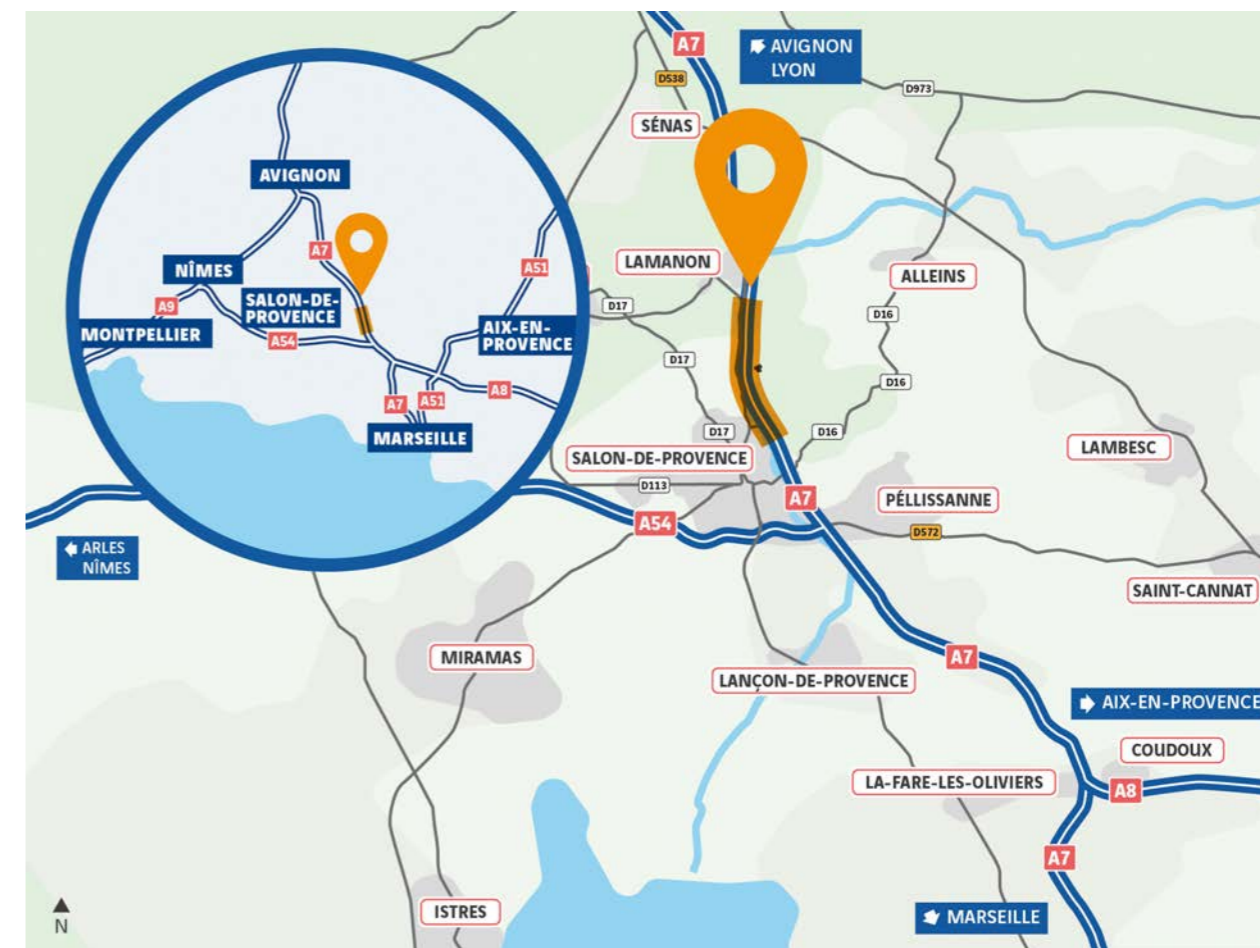 A7
AVIGNON
LYON
D538
D973
SÉNAS
AVIGNON
A7
A51
LAMANON
ALLEINS
NÎMES
A9
SALON-DE-
PROVENCE
D17
D16
MONTPELLIER
A54
AIX-EN-
PROVENCE
D17
D16
A8
A7
A51
MARSEILLE
D17
D16
SALON-DE-PROVENCE
LAMBESC
D113
A7
PÉLLISSANNE
A54
D572
ARLES
NÎMES
SAINT-CANNAT
MIRAMAS
A7
LANÇON-DE-PROVENCE
AIX-EN-PROVENCE
COUDOUX
LA-FARE-LES-OLIVIERS
A8
A7
ISTRES
MARSEILLE
N